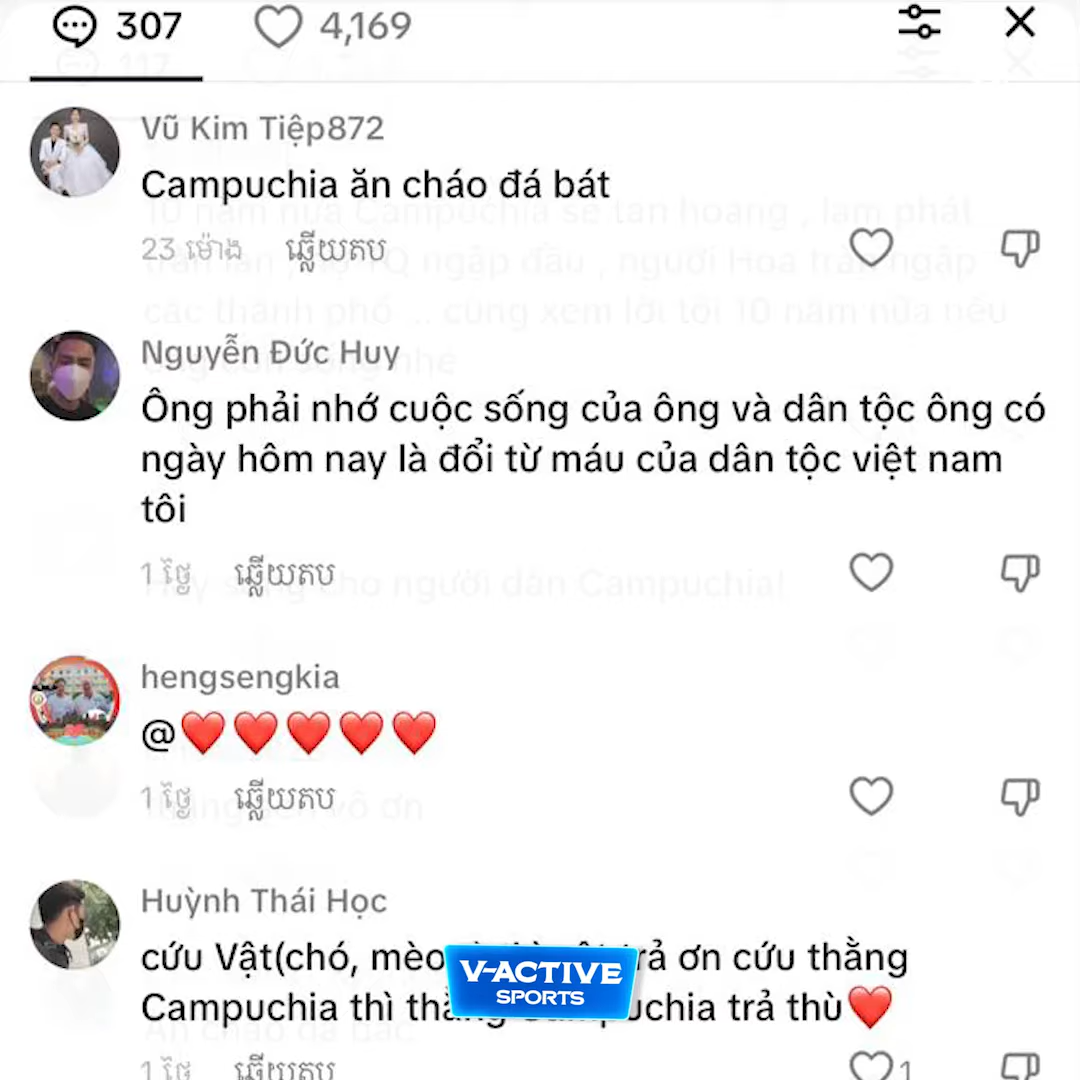 307 4,169
Vũ Kim Tiệp872
Campuchia ăn cháo đá bát
23 ម៉ោង ឆ្លើយតប
Nguyễn Đức Huy
Ông phải nhớ cuộc sống của ông và dân tộc ông có
ngày hôm nay là đổi từ máu của dân tộc việt nam
tôi
1 ថ្ងៃ ឆ្លើយតប
hengsengkia
@❤️❤️❤️❤️❤️
1 ថ្ងៃ ឆ្លើយតប
Huỳnh Thái Học
cứu Vật(chó, mèo trả ơn cứu thằng
Campuchia thì thằng Campuchia trả thù❤️
V-ACTIVE
SPORTS
1 ថ្ងៃ ឆ្លើយតប 1